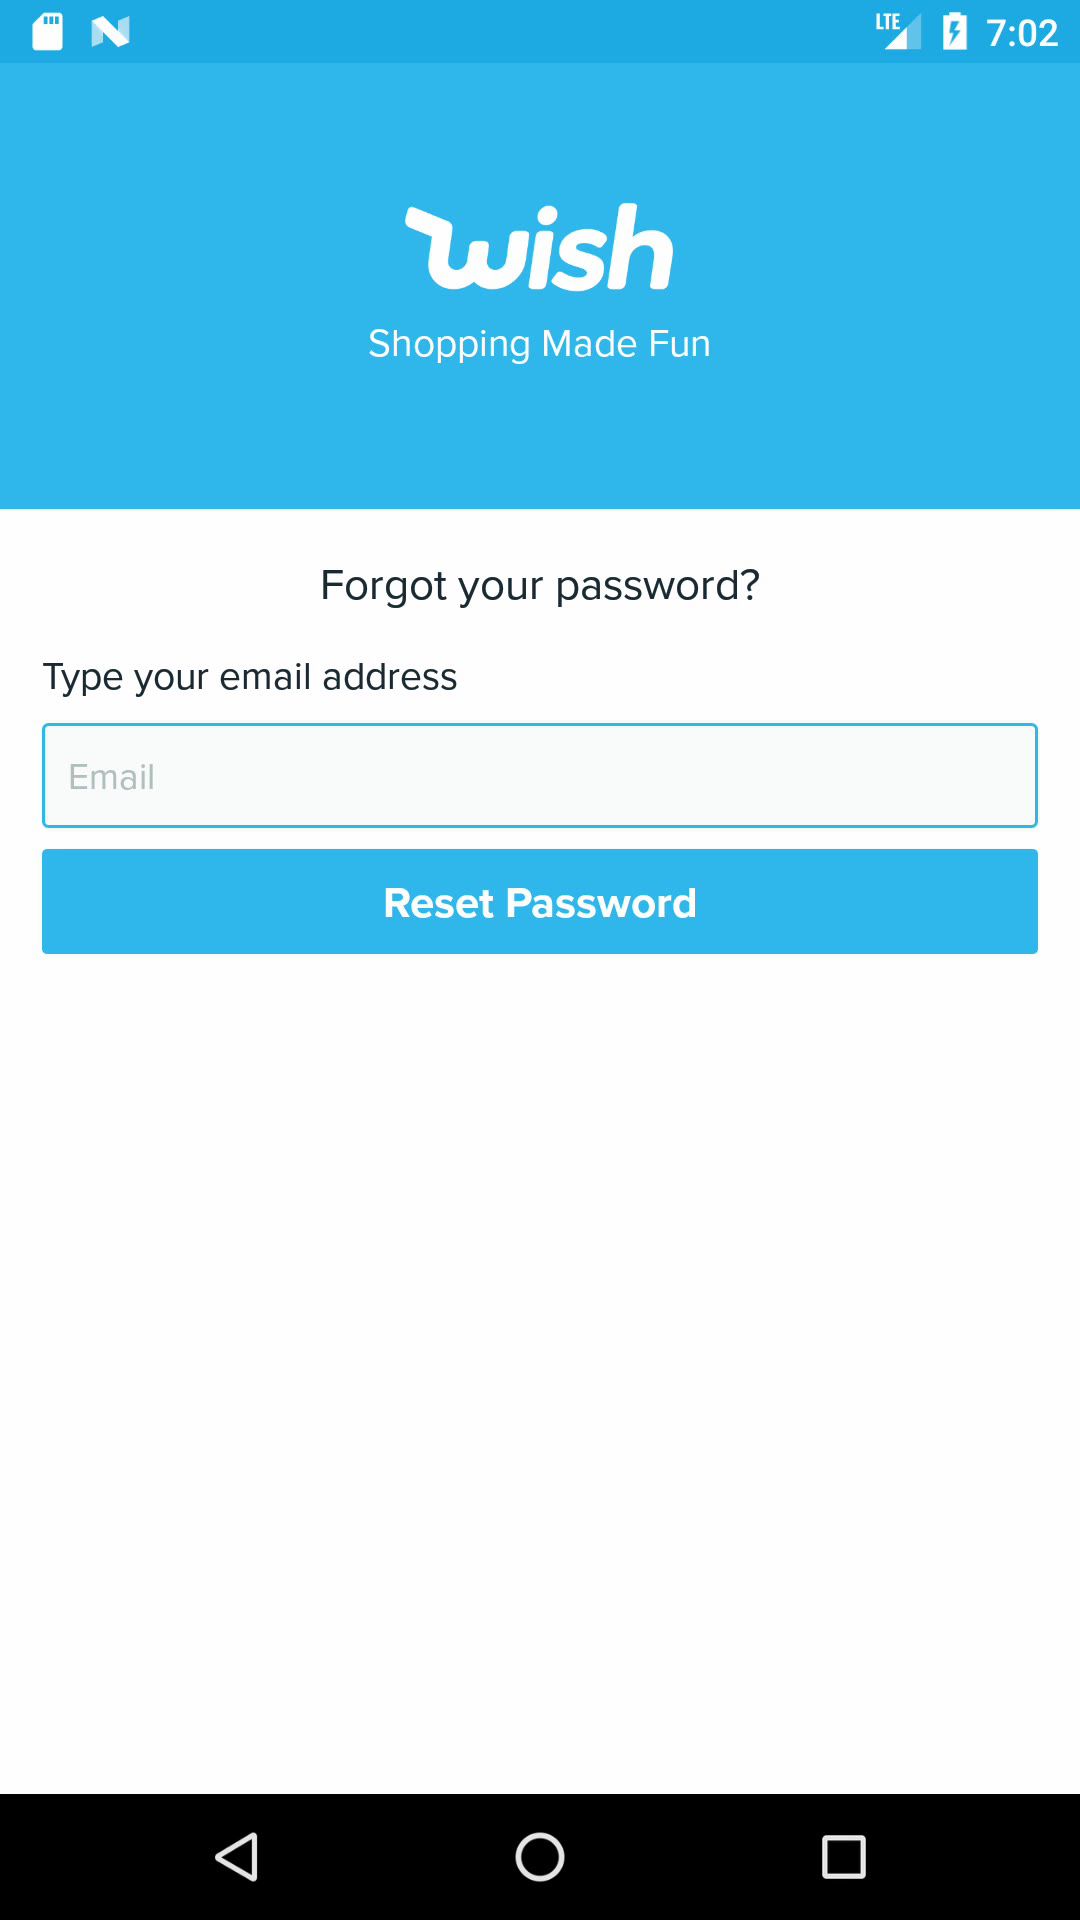 LTE 7:02
wish
Shopping Made Fun
Forgot your password?
Type your email address
Email
Reset Password